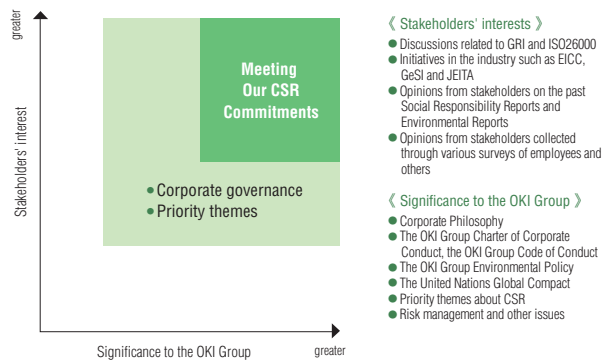 greater
Stakeholders' interest
Meeting
Our CSR
Commitments
● Corporate governance
● Priority themes
Significance to the OKI Group
greater
《 Stakeholders' interests 》
● Discussions related to GRI and ISO26000
● Initiatives in the industry such as EICC,
GeSI and JEITA
● Opinions from stakeholders on the past
Social Responsibility Reports and
Environmental Reports
● Opinions from stakeholders collected
through various surveys of employees and
others
《 Significance to the OKI Group 》
● Corporate Philosophy
● The OKI Group Charter of Corporate
Conduct, the OKI Group Code of Conduct
● The OKI Group Environmental Policy
● The United Nations Global Compact
● Priority themes about CSR
● Risk management and other issues